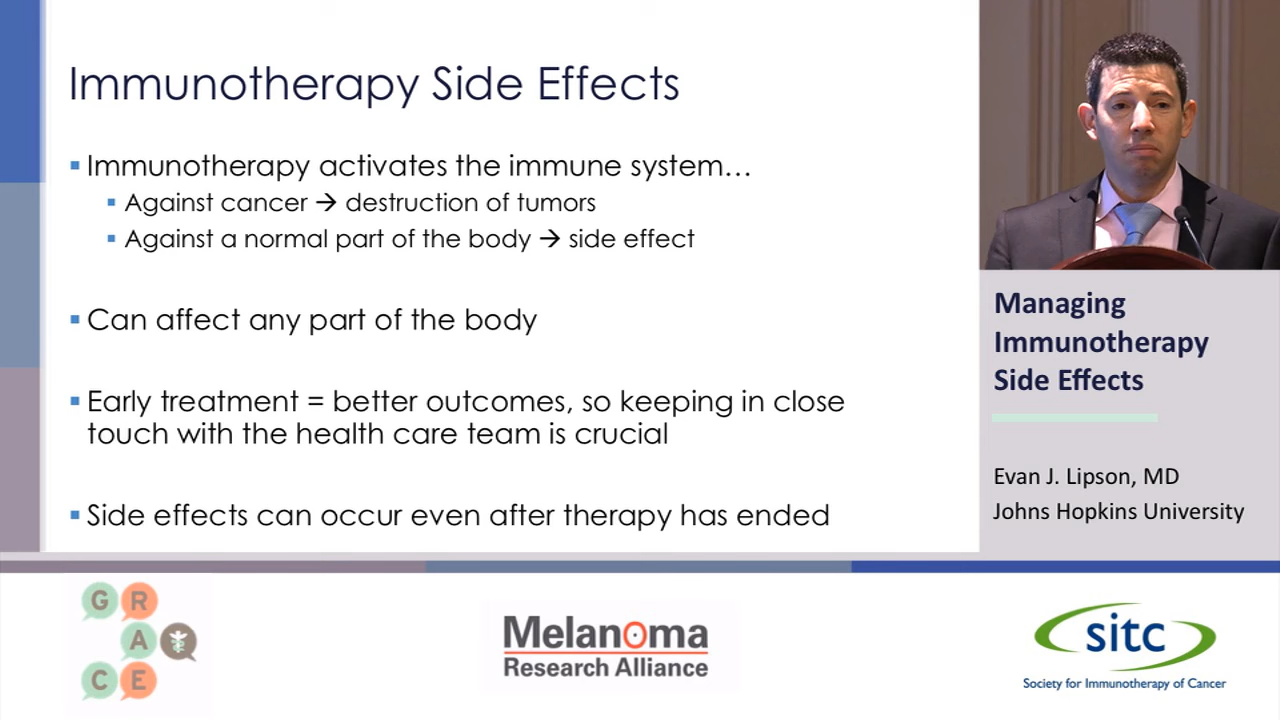 Immunotherapy Side Effects
▪ Immunotherapy activates the immune system…
▪ Against cancer → destruction of tumors
▪ Against a normal part of the body → side effect
▪ Can affect any part of the body
▪ Early treatment = better outcomes, so keeping in close
touch with the health care team is crucial
▪ Side effects can occur even after therapy has ended
Managing
Immunotherapy
Side Effects
Evan J. Lipson, MD
Johns Hopkins University
G R
A
C E
Melanoma
Research Alliance
sitc
Society for Immunotherapy of Cancer